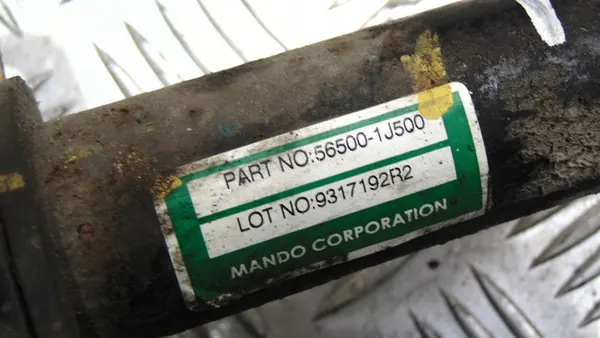 PART NO:56500-1J500
LOT NO:9317192R2
MANDO CORPORATION